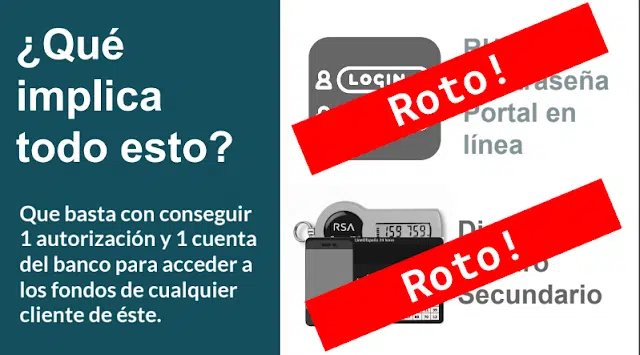 ¿Qué
implica
todo esto?
Que basta con conseguir
1 autorización y 1 cuenta
del banco para acceder a
los fondos de cualquier
cliente de éste.
LOGIN
Roto!
Portal en
línea
RSA
159 759
Roto!
Secundario